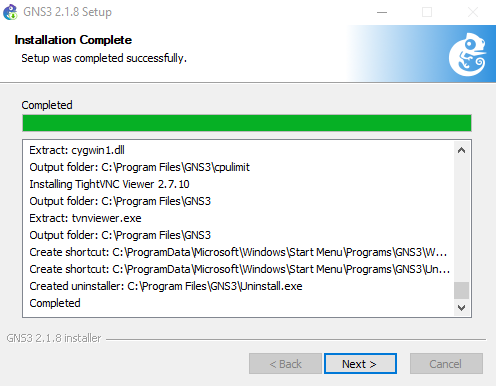 GNS3 2.1.8 Setup
Installation Complete
Setup was completed successfully.
Completed
Extract: cygwin1.dll
Output folder: C:\Program Files\GNS3\cpulimit
Installing TightVNC Viewer 2.7.10
Output folder: C:\Program Files\GNS3
Extract: tvnviewer.exe
Output folder: C:\Program Files\GNS3
Create shortcut: C:\ProgramData\Microsoft\Windows\Start Menu\Programs\GNS3\W...
Create shortcut: C:\ProgramData\Microsoft\Windows\Start Menu\Programs\GNS3\Un...
Created uninstaller: C:\Program Files\GNS3\Uninstall.exe
Completed
GNS3 2.1.8 installer
< Back
Next >
Cancel